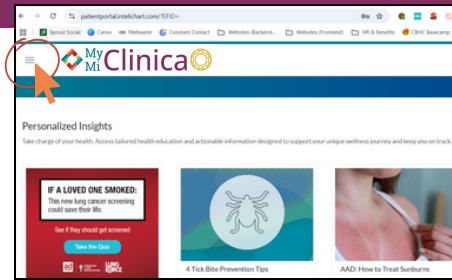 patientportal.intelichart.com/?EFID=
Sprout Social Canva Meltwater Constant Contact Websites (Backend... Websites (Frontend) HR & Benefits CBHC Basecamp
My Mi Clinica
Personalized Insights
Take charge of your health. Access tailored health education and actionable information designed to support your unique wellness journey and keep you on track.
IF A LOVED ONE SMOKED:
This new lung cancer screening
could save their life.
See if they should get screened
Take the Quiz
LUNG
FORCE
4 Tick Bite Prevention Tips
AAD: How to Treat Sunburns